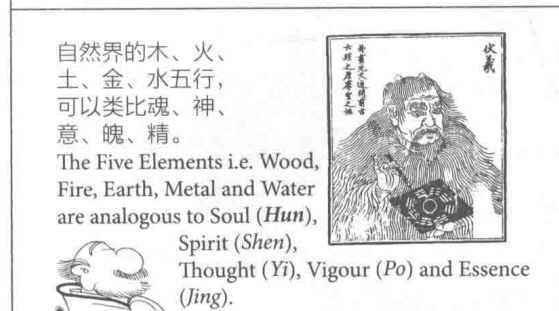 自然界的木、火、
土、金、水五行，
可以类比魂、神、
意、魄、精。
The Five Elements i.e. Wood,
Fire, Earth, Metal and Water
are analogous to Soul (Hun),
Spirit (Shen),
Thought (Yi), Vigour (Po) and Essence
(Jing).
伏羲